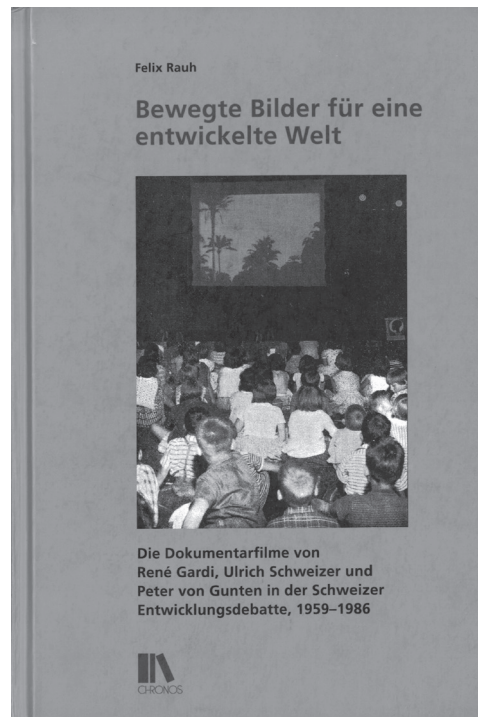 Felix Rauh
Bewegte Bilder für eine
entwickelte Welt
Die Dokumentarfilme von
René Gardi, Ulrich Schweizer und
Peter von Gunten in der Schweizer
Entwicklungsdebatte, 1959–1986
CHRONOS